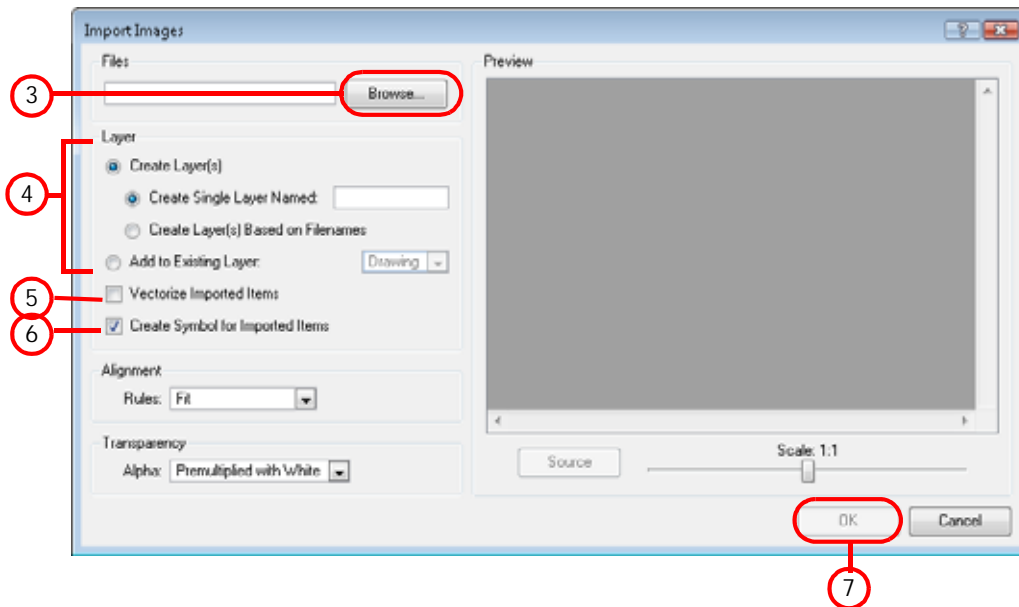 Import Images
Files
Browse...
3
Layer
Create Layer(s)
Create Single Layer Named:
Create Layer(s) Based on Filenames
Add to Existing Layer:
Drawing
4
Vectorize Imported Items
5
Create Symbol for Imported Items
6
Alignment
Rules: Fit
Transparency
Alpha: Premultiplied with White
Preview
Source
Scale: 1:1
OK
Cancel
7